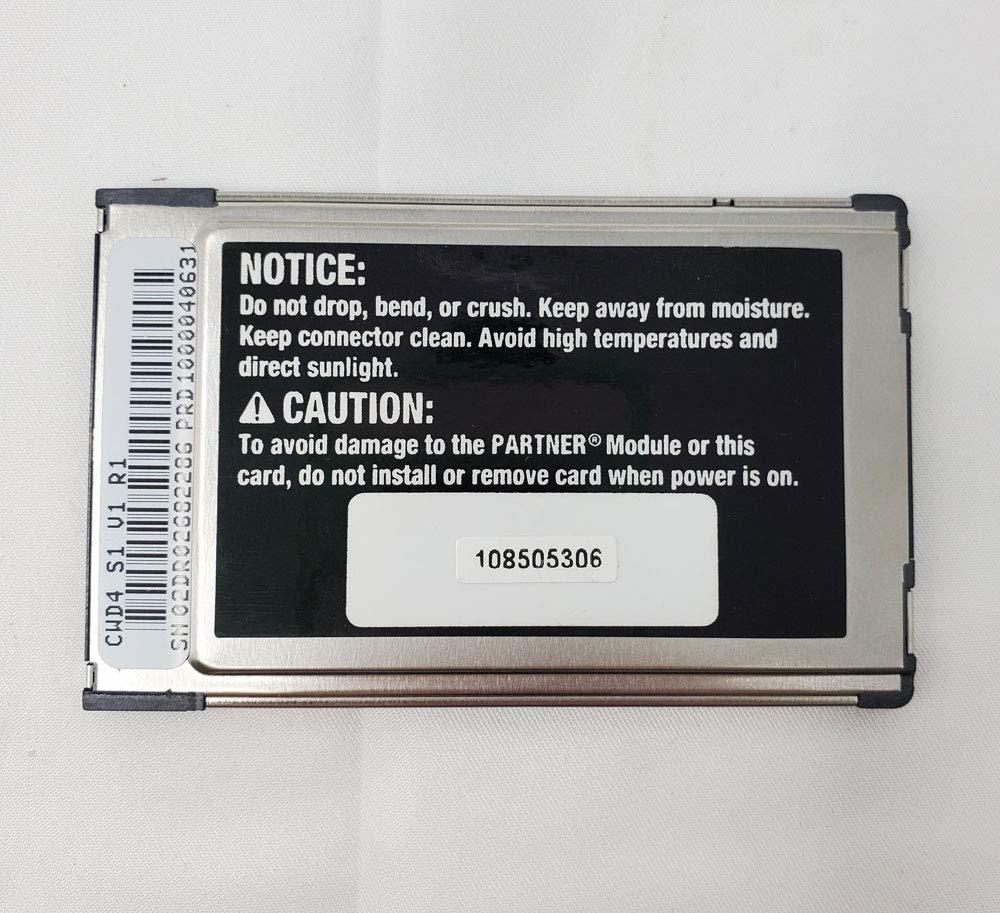 NOTICE:
Do not drop, bend, or crush. Keep away from moisture.
Keep connector clean. Avoid high temperatures and
direct sunlight.
⚠ CAUTION:
To avoid damage to the PARTNER® Module or this
card, do not install or remove card when power is on.
108505306
CWD4 S1 V1 R1
SN 02DR02682286 PRD1000040631